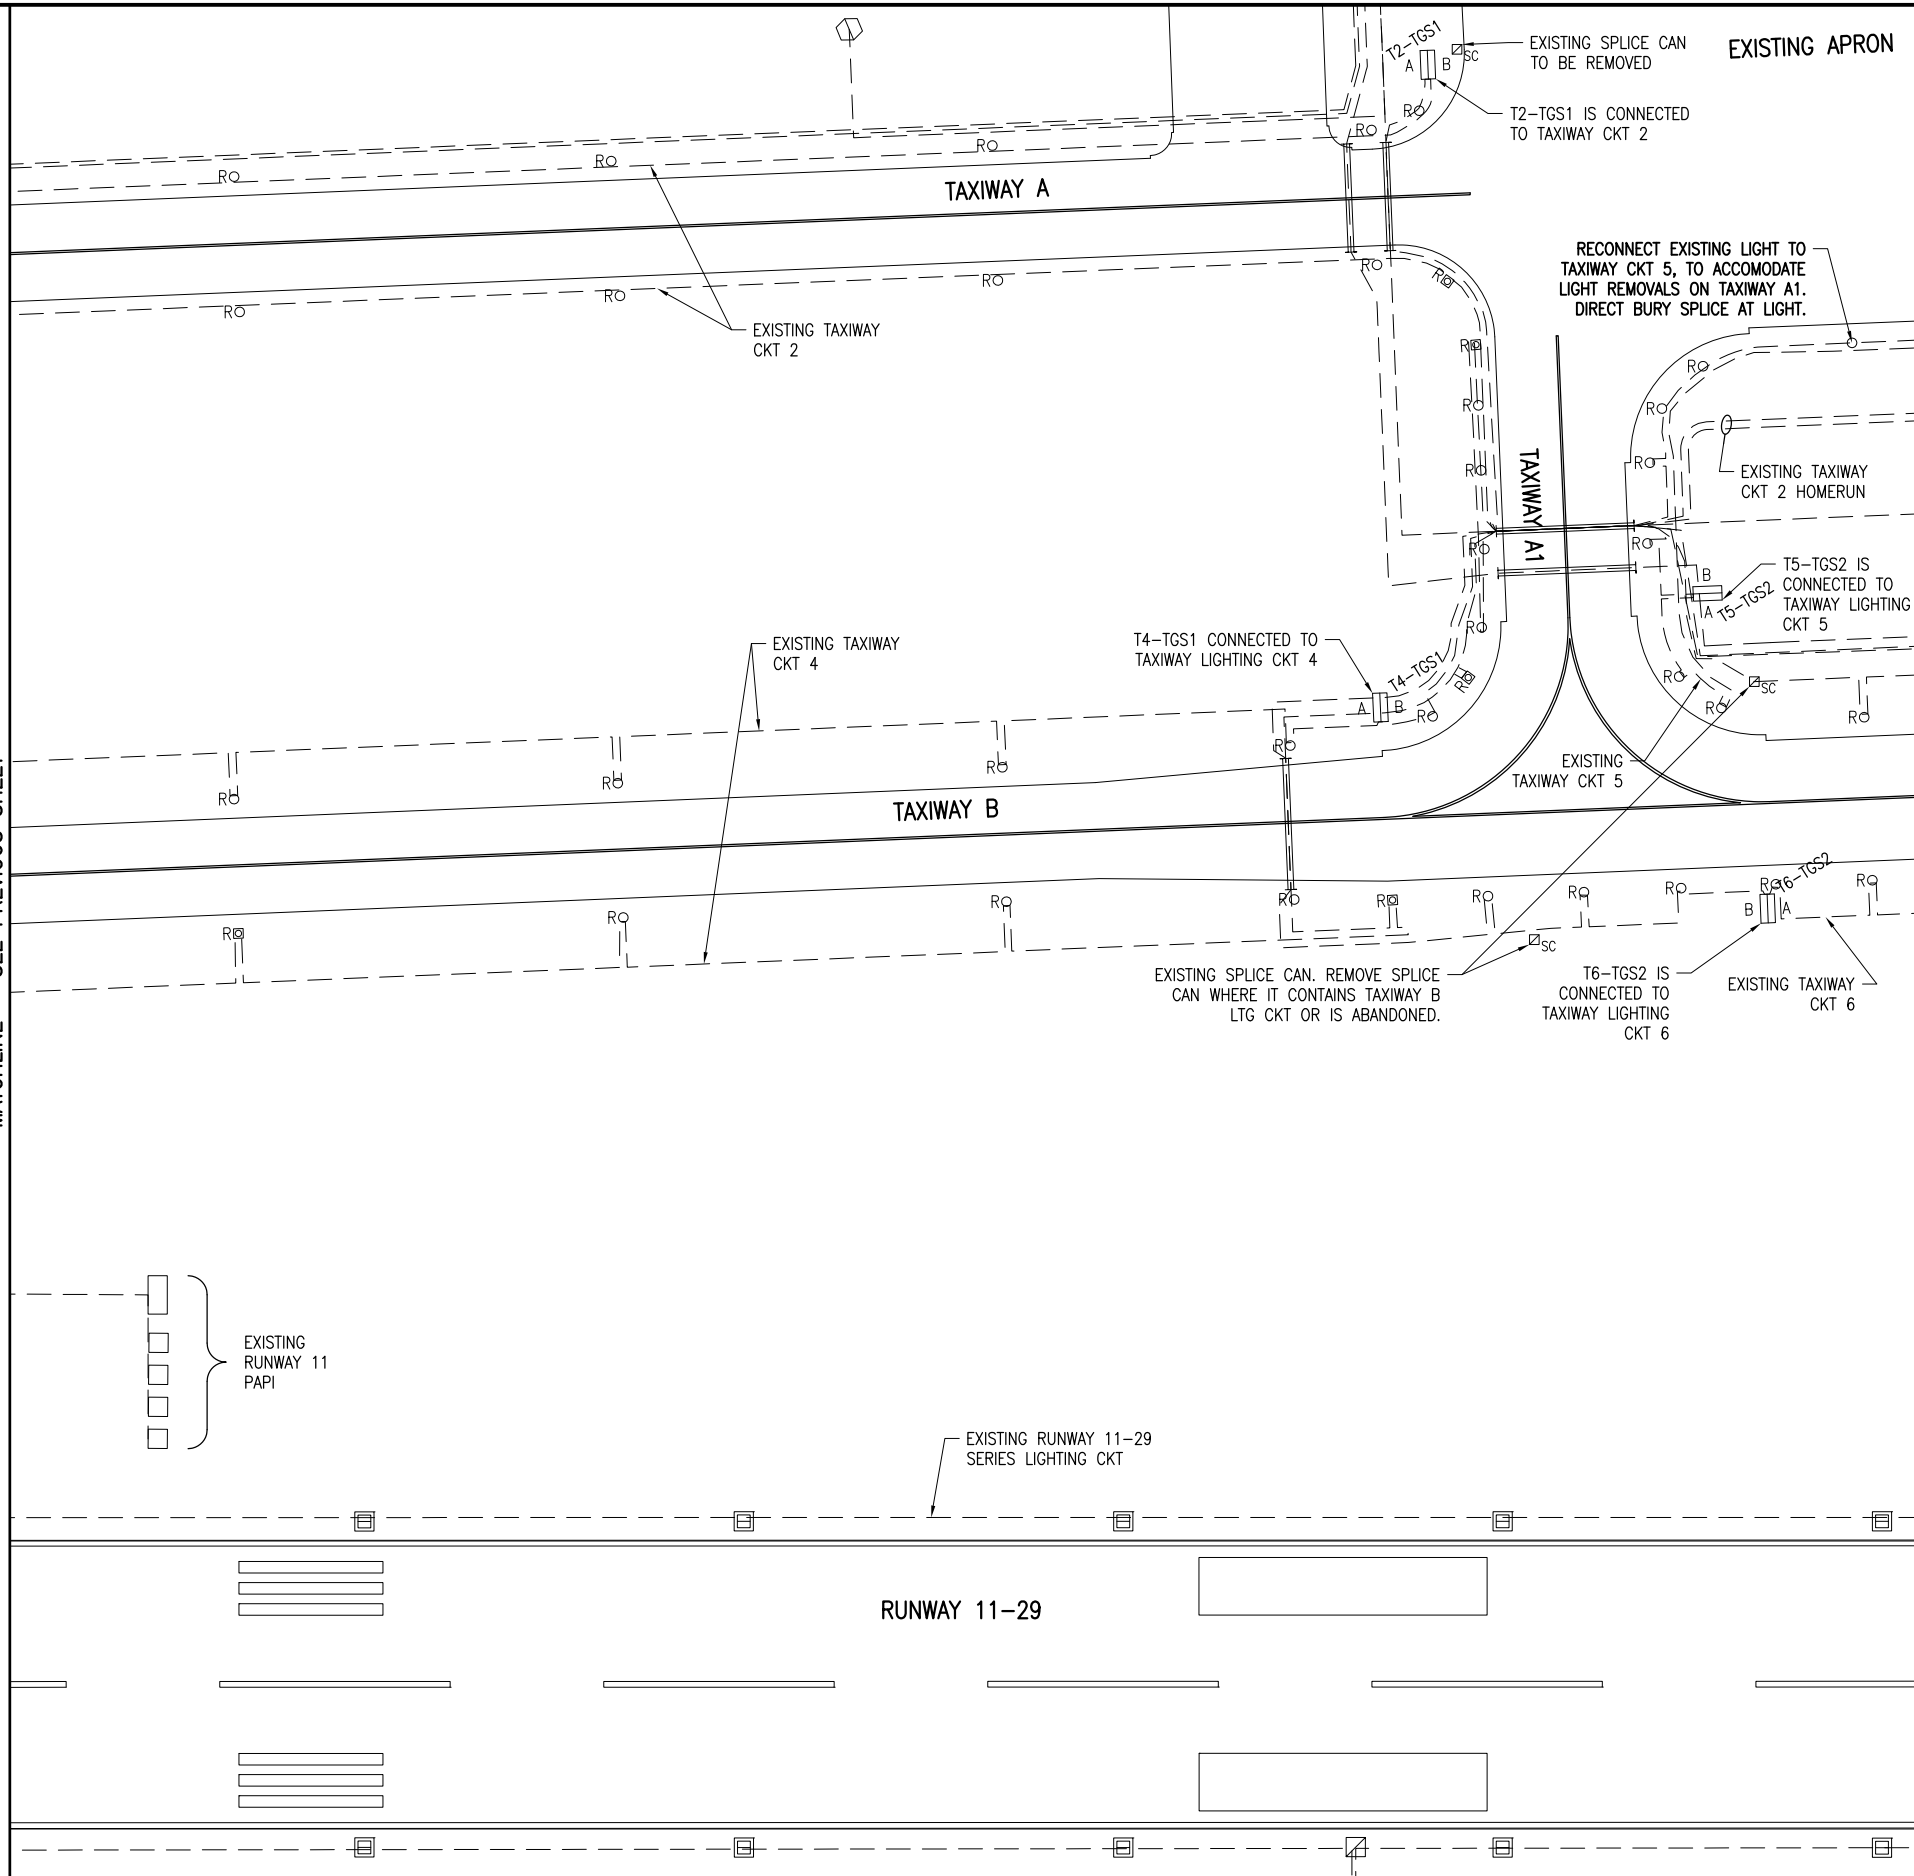 EXISTING SPLICE CAN
TO BE REMOVED
EXISTING APRON
T2-TGS1
A
B
SC
T2-TGS1 IS CONNECTED
TO TAXIWAY CKT 2
R
R
R
R
R
TAXIWAY A
RECONNECT EXISTING LIGHT TO
TAXIWAY CKT 5, TO ACCOMODATE
LIGHT REMOVALS ON TAXIWAY A1.
DIRECT BURY SPLICE AT LIGHT.
R
R
R
R
R
EXISTING TAXIWAY
CKT 2
R
R
R
R
R
R
R
R
R
TAXIWAY A1
EXISTING TAXIWAY
CKT 2 HOMERUN
T5-TGS2 IS
CONNECTED TO
TAXIWAY LIGHTING
CKT 5
B
A
T5-TGS2
EXISTING TAXIWAY
CKT 4
T4-TGS1 CONNECTED TO
TAXIWAY LIGHTING CKT 4
T4-TGS1
A
B
R
R
R
R
R
SC
R
R
R
R
EXISTING
TAXIWAY CKT 5
TAXIWAY B
T6-TGS2
B
A
R
R
R
R
R
R
R
R
R
R
SC
EXISTING SPLICE CAN. REMOVE SPLICE
CAN WHERE IT CONTAINS TAXIWAY B
LTG CKT OR IS ABANDONED.
T6-TGS2 IS
CONNECTED TO
TAXIWAY LIGHTING
CKT 6
EXISTING TAXIWAY
CKT 6
EXISTING
RUNWAY 11
PAPI
EXISTING RUNWAY 11-29
SERIES LIGHTING CKT
RUNWAY 11-29